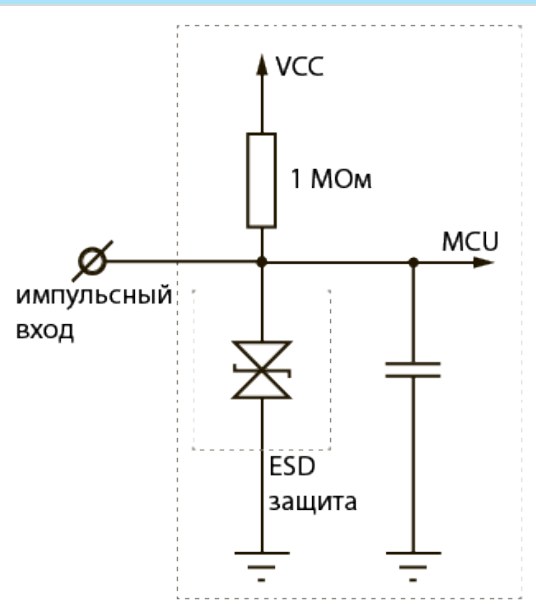 VCC
1 МОм
MCU
импульсный
вход
ESD
защита